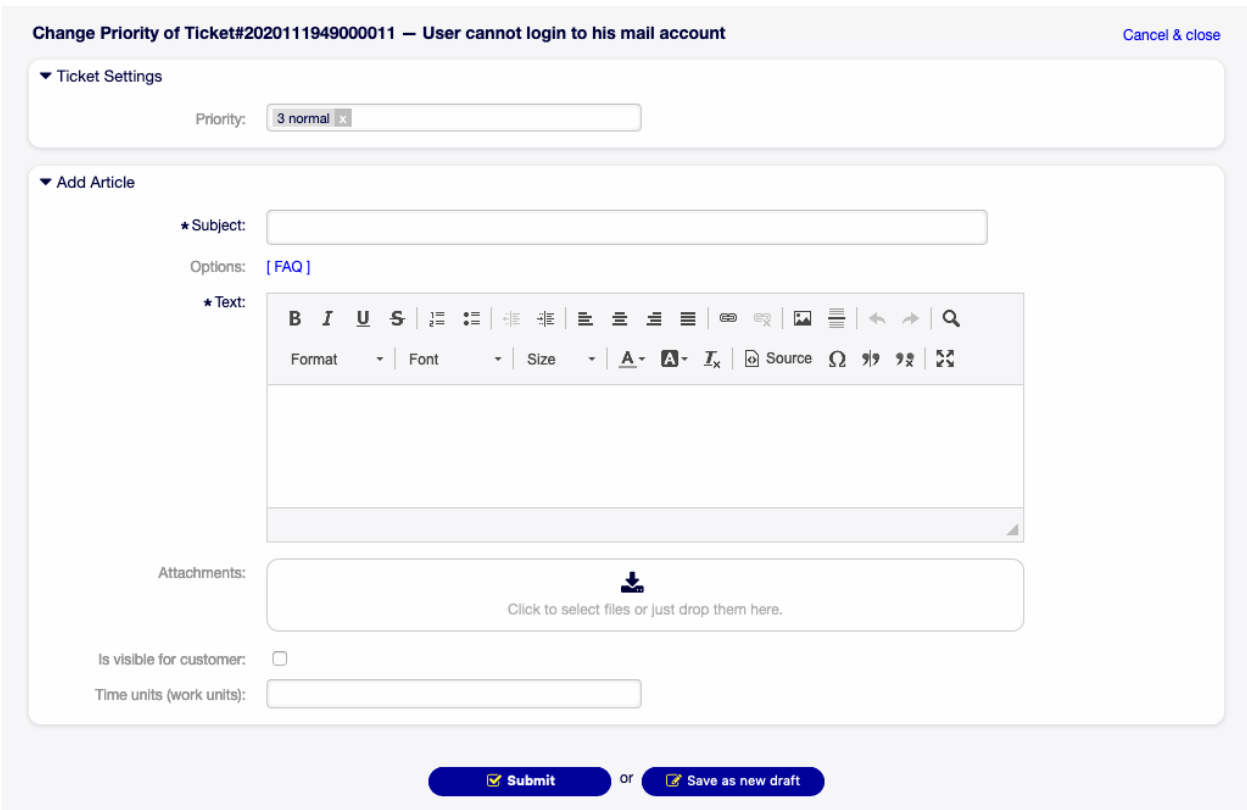 Change Priority of Ticket#2020111949000011 — User cannot login to his mail account
Cancel & close
Ticket Settings
Priority: 3 normal x
Add Article
★ Subject:
Options: [ FAQ ]
★ Text:
B I U S
Format Font Size A A Tx Source Ω
Attachments:
Click to select files or just drop them here.
Is visible for customer:
Time units (work units):
Submit or Save as new draft